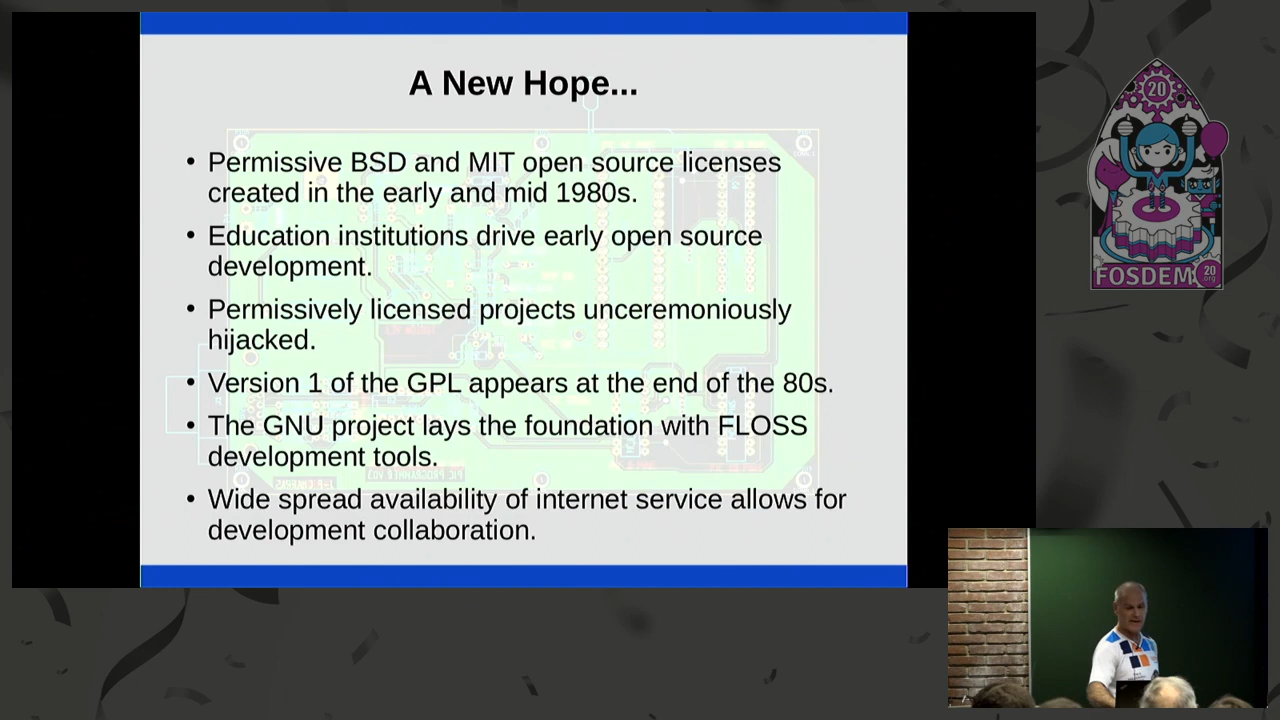 A New Hope...
• Permissive BSD and MIT open source licenses
created in the early and mid 1980s.
• Education institutions drive early open source
development.
• Permissively licensed projects unceremoniously
hijacked.
• Version 1 of the GPL appears at the end of the 80s.
• The GNU project lays the foundation with FLOSS
development tools.
• Wide spread availability of internet service allows for
development collaboration.
20
FOSDEM
20
.org